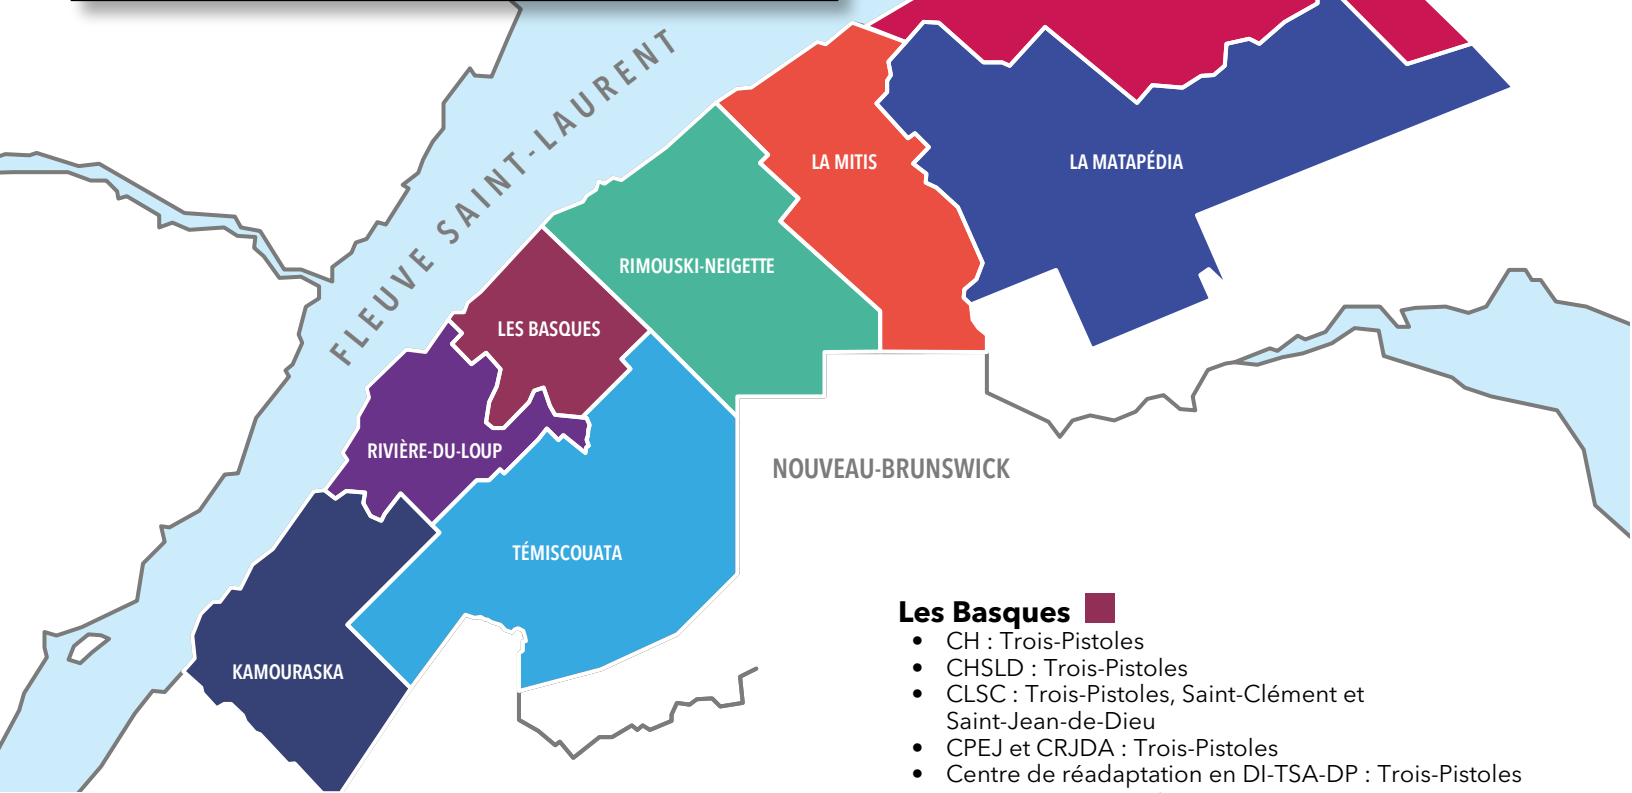 FLEUVE SAINT-LAURENT
LA MITIS
LA MATAPÉDIA
RIMOUSKI-NEIGETTE
LES BASQUES
RIVIÈRE-DU-LOUP
NOUVEAU-BRUNSWICK
TÉMISCOUATA
KAMOURASKA
Les Basques
• CH : Trois-Pistoles
• CHSLD : Trois-Pistoles
• CLSC : Trois-Pistoles, Saint-Clément et
Saint-Jean-de-Dieu
• CPEJ et CRJDA : Trois-Pistoles
• Centre de réadaptation en DI-TSA-DP : Trois-Pistoles